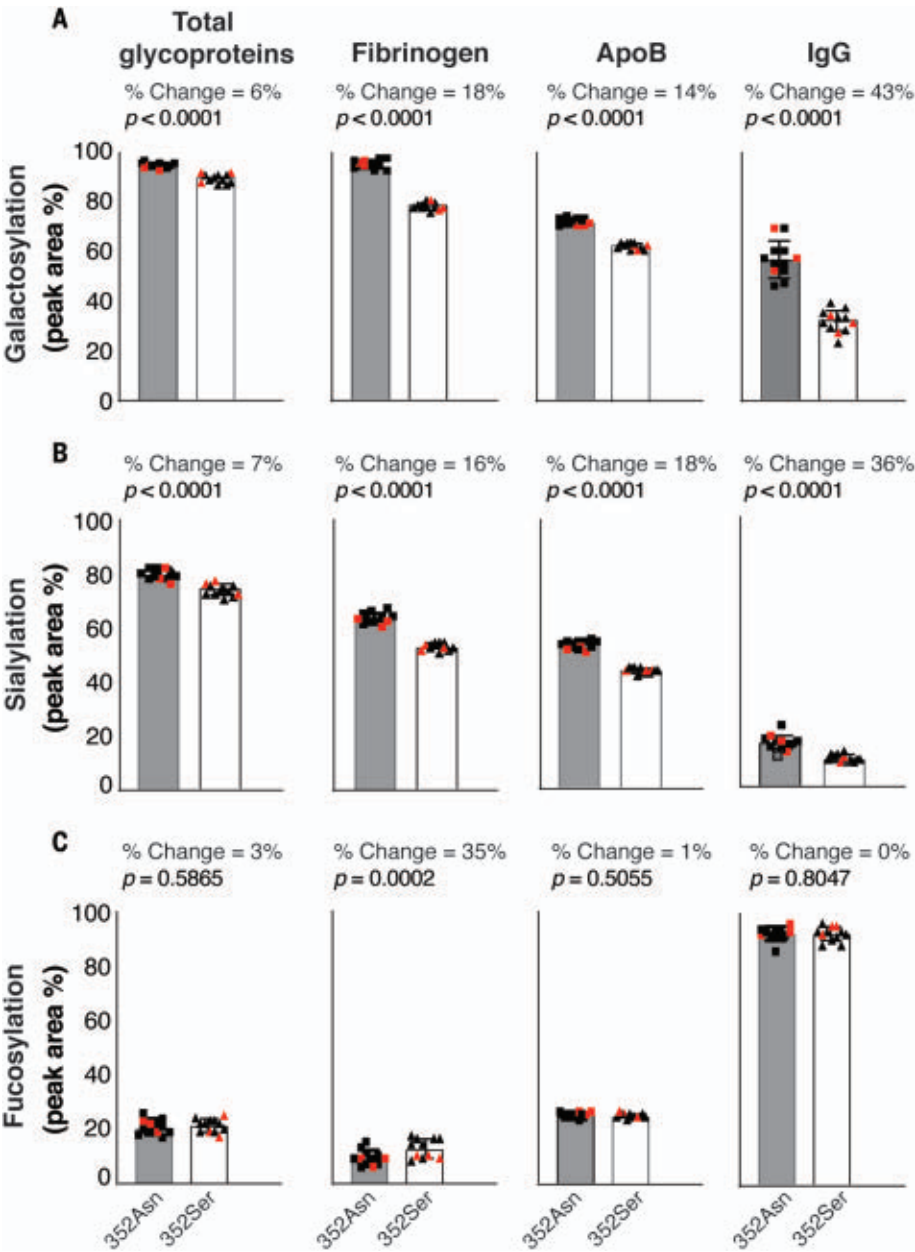 A
Total glycoproteins
Fibrinogen
ApoB
IgG
% Change = 6%
% Change = 18%
% Change = 14%
% Change = 43%
p < 0.0001
p < 0.0001
p < 0.0001
p < 0.0001
Galactosylation
(peak area %)
100
80
60
40
20
0
B
% Change = 7%
% Change = 16%
% Change = 18%
% Change = 36%
p < 0.0001
p < 0.0001
p < 0.0001
p < 0.0001
Sialylation
(peak area %)
100
80
60
40
20
0
C
% Change = 3%
% Change = 35%
% Change = 1%
% Change = 0%
p = 0.5865
p = 0.0002
p = 0.5055
p = 0.8047
Fucosylation
(peak area %)
100
80
60
40
20
0
352Asn
352Ser
352Asn
352Ser
352Asn
352Ser
352Asn
352Ser